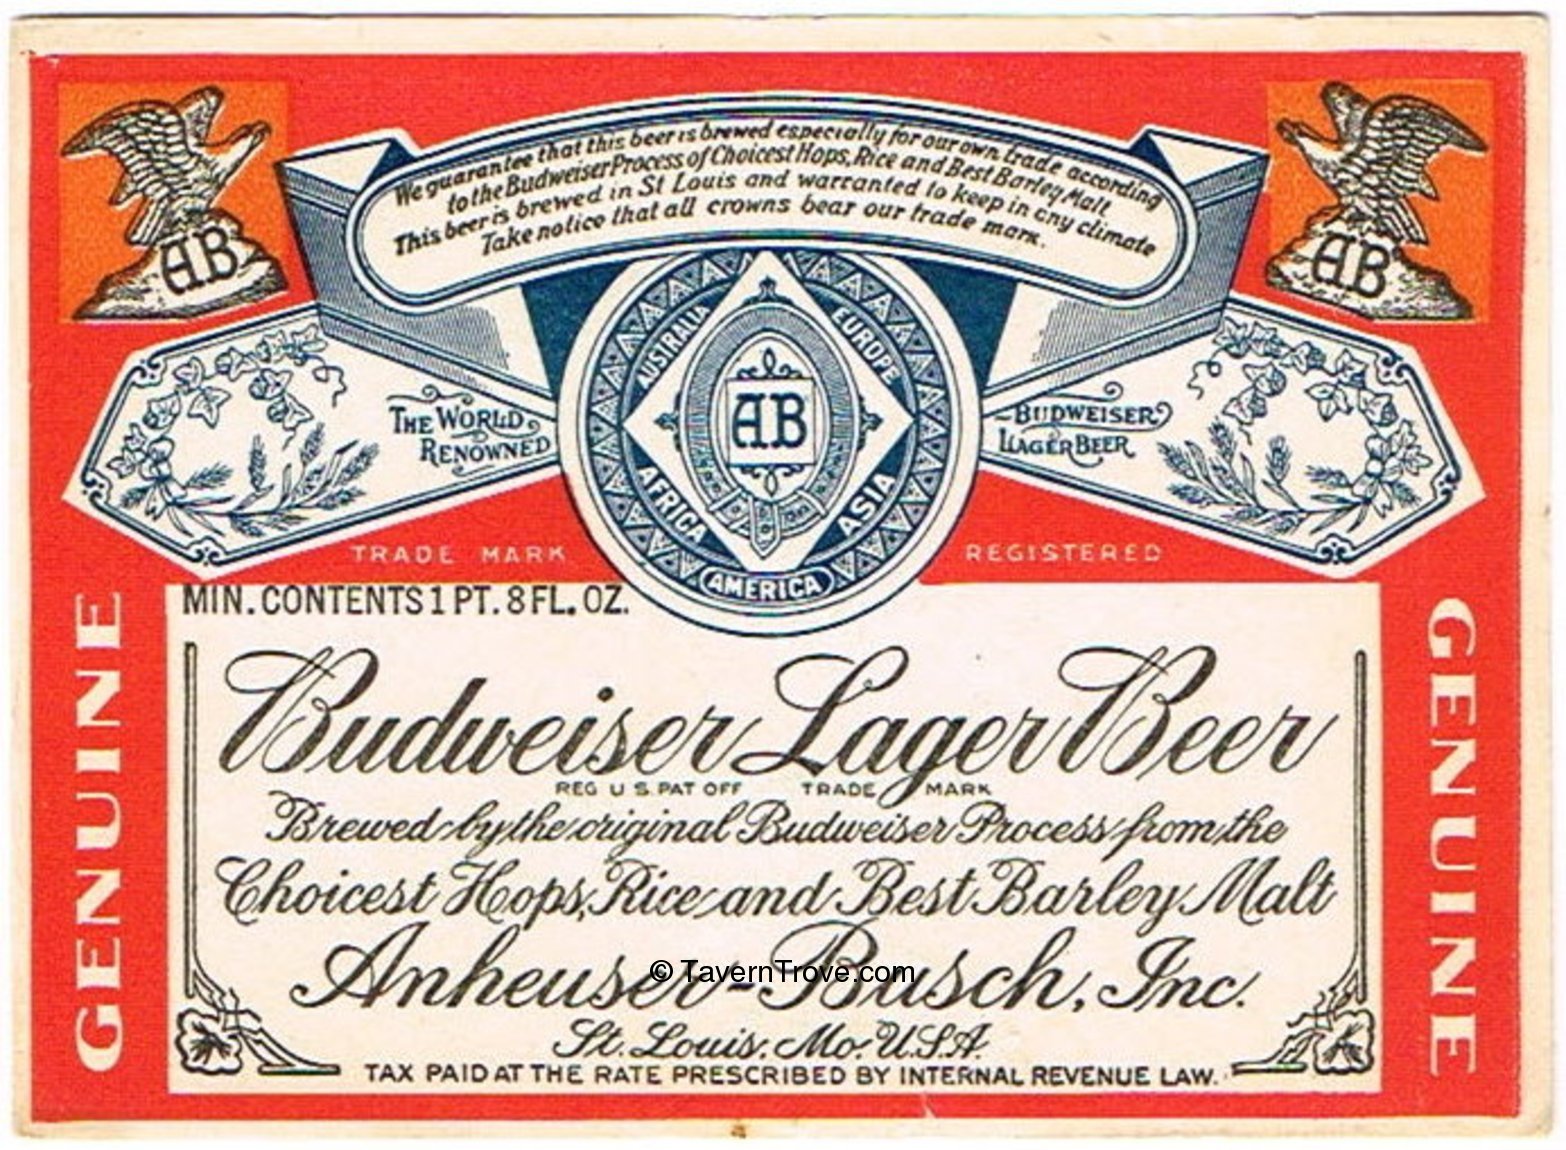 We guarantee that this beer is brewed especially for our own trade according
to the Budweiser Process of Choicest Hops, Rice and Best Barley Malt
This beer is brewed in St Louis and warranted to keep in any climate
Take notice that all crowns bear our trade mark.
AB
AB
AUSTRALIA
EUROPE
THE WORLD
RENOWNED
AB
BUDWEISER
LAGER BEER
AFRICA
ASIA
AMERICA
TRADE MARK
REGISTERED
MIN. CONTENTS 1 PT. 8 FL. OZ.
GENUINE
GENUINE
Budweiser Lager Beer
REG U S. PAT OFF TRADE MARK
Brewed by the original Budweiser Process from the
Choicest Hops, Rice and Best Barley Malt
Anheuser-Busch, Inc.
© TavernTrove.com
St. Louis, Mo. U.S.A.
TAX PAID AT THE RATE PRESCRIBED BY INTERNAL REVENUE LAW.